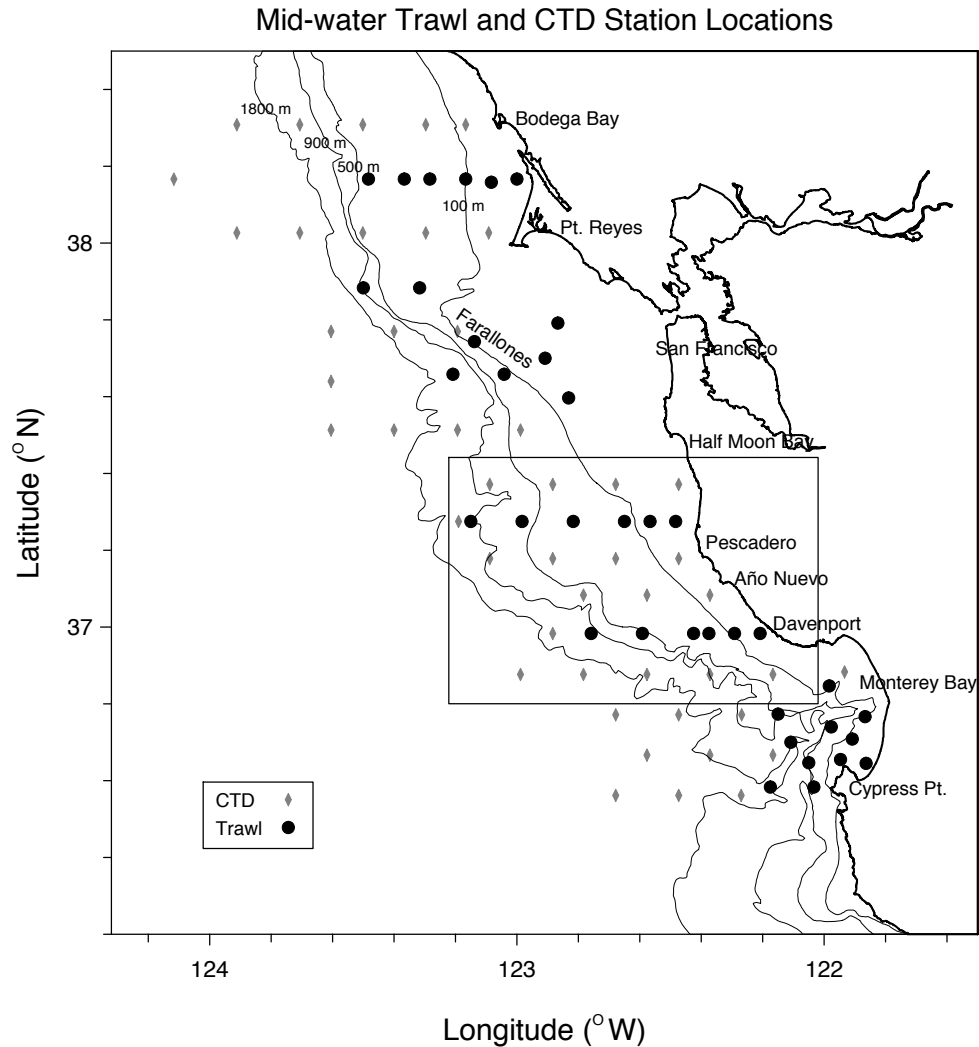 Mid-water Trawl and CTD Station Locations
1800 m
900 m
500 m
100 m
Bodega Bay
Pt. Reyes
Farallones
San Francisco
Half Moon Bay
Pescadero
Año Nuevo
Davenport
Monterey Bay
Cypress Pt.
CTD
Trawl
38
37
Latitude (°N)
124
123
122
Longitude (°W)